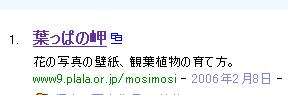 1. 葉っぱの岬
花の写真の壁紙、観葉植物の育て方。
www9.plala.or.jp/mosimosi - 2006年2月8日 -